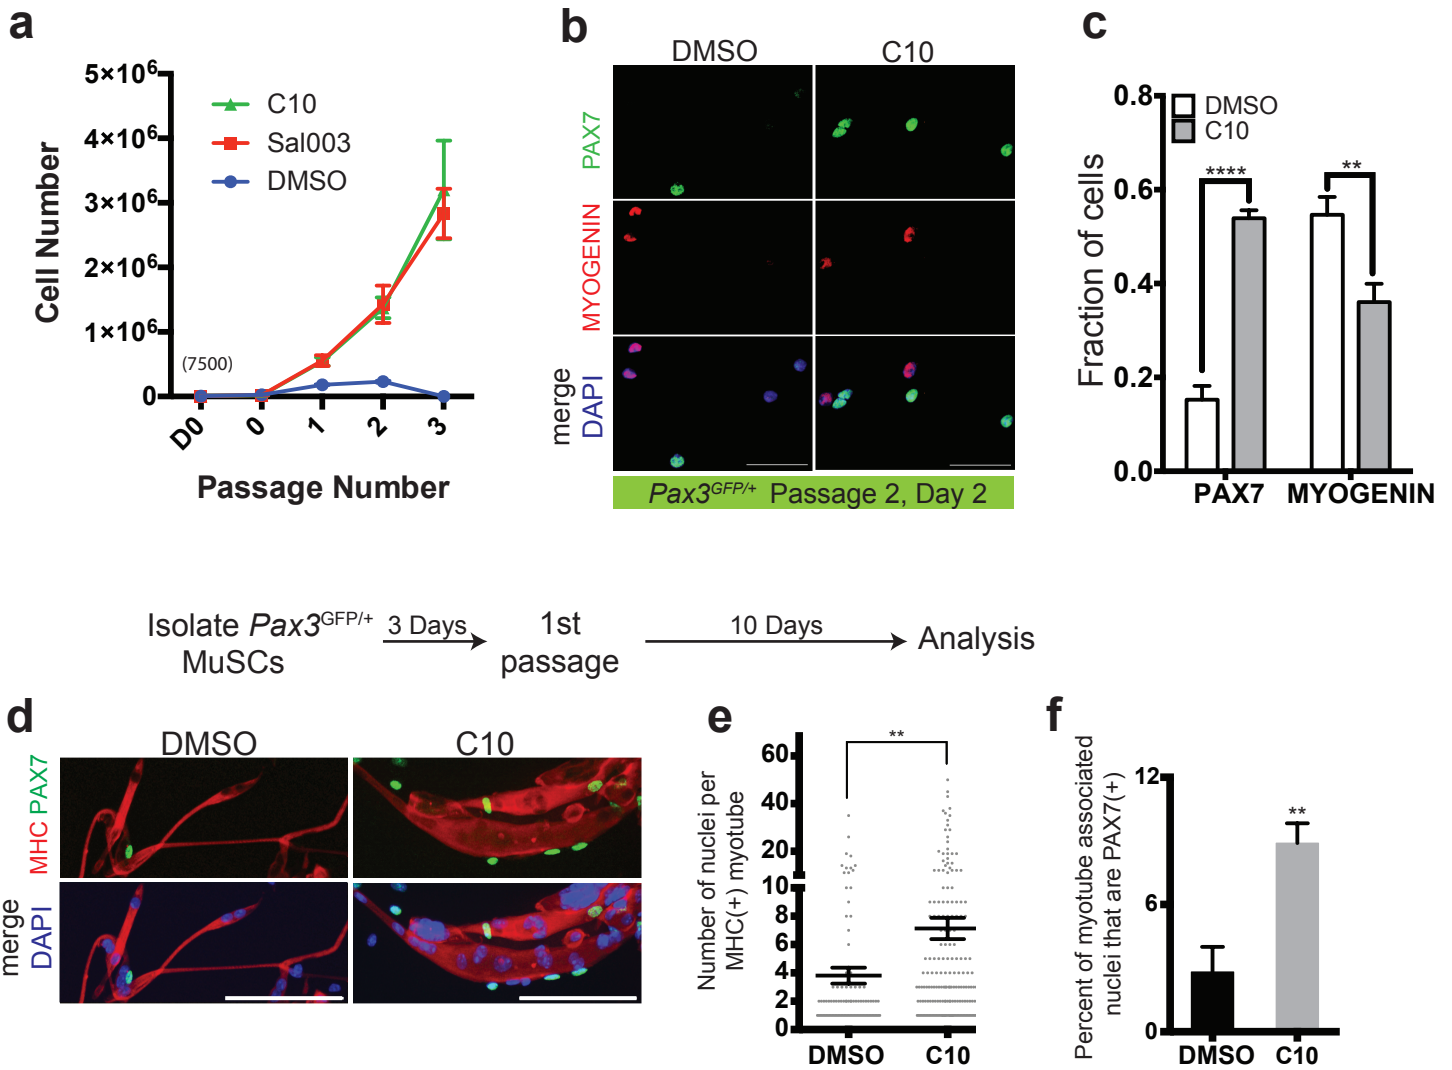 a
5×10⁶
4×10⁶
3×10⁶
2×10⁶
1×10⁶
0
Cell Number
C10
Sal003
DMSO
(7500)
D0 0 1 2 3
Passage Number
b
DMSO C10
PAX7
MYOGENIN
merge
DAPI
Pax3GFP/+ Passage 2, Day 2
c
0.8
0.6
0.4
0.2
0.0
Fraction of cells
DMSO
C10
****
**
PAX7 MYOGENIN
Isolate Pax3GFP/+
MuSCs
3 Days
1st
passage
10 Days
Analysis
d
DMSO C10
MHC PAX7
merge
DAPI
e
60
40
20
10
8
6
4
2
0
Number of nuclei per
MHC(+) myotube
**
DMSO C10
f
12
6
0
Percent of myotube associated
nuclei that are PAX7(+)
**
DMSO C10